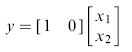 y = [1 0] [x₁
x₂]